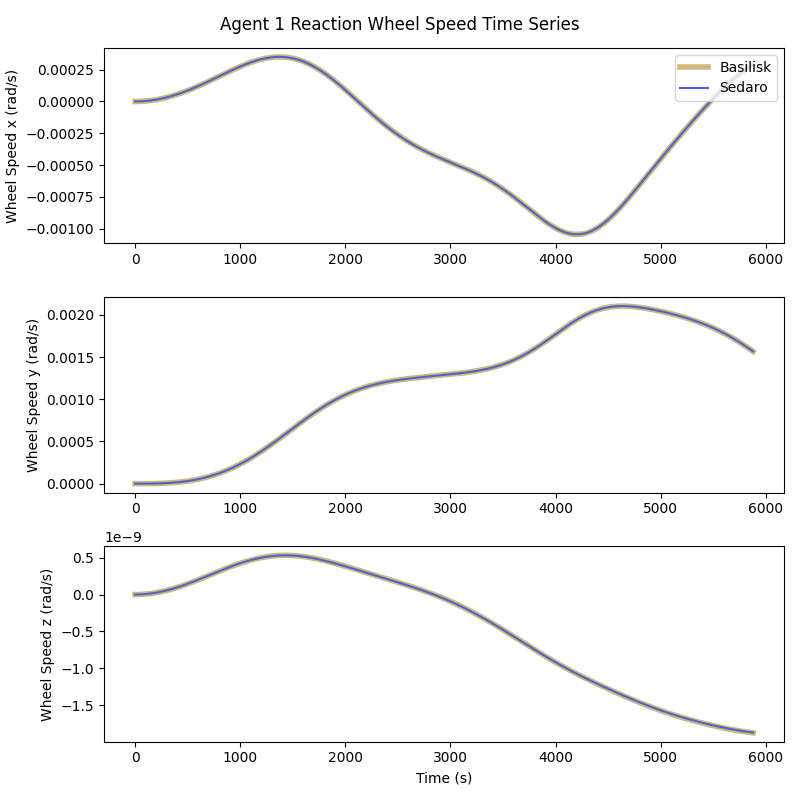 Agent 1 Reaction Wheel Speed Time Series
Wheel Speed x (rad/s)
0.00025
0.00000
−0.00025
−0.00050
−0.00075
−0.00100
Basilisk
Sedaro
0 1000 2000 3000 4000 5000 6000
Wheel Speed y (rad/s)
0.0020
0.0015
0.0010
0.0005
0.0000
0 1000 2000 3000 4000 5000 6000
1e−9
Wheel Speed z (rad/s)
0.5
0.0
−0.5
−1.0
−1.5
0 1000 2000 3000 4000 5000 6000
Time (s)